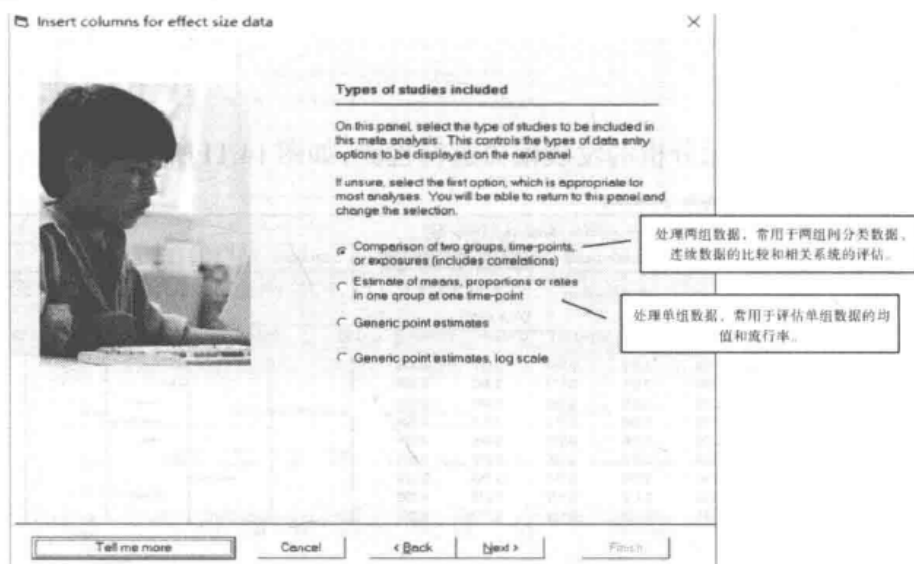 Insert columns for effect size data
Types of studies included
On this panel, select the type of studies to be included in
this meta analysis. This controls the types of data entry
options to be displayed on the next panel
If unsure, select the first option, which is appropriate for
most analyses. You will be able to return to this panel and
change the selection.
Comparison of two groups, time-points,
or exposures (includes correlations)
Estimate of means, proportions or rates
in one group at one time-point
Generic point estimates
Generic point estimates, log scale
处理两组数据，常用于两组间分类数据、
连续数据的比较和相关系统的评估。
处理单组数据，常用于评估单组数据的均
值和流行率。
Tell me more
Cancel
< Back
Next >
Finish